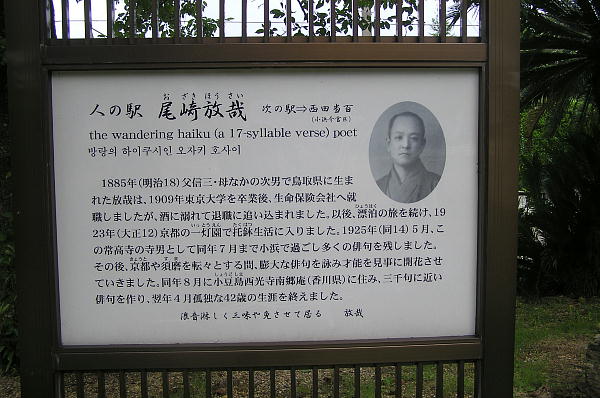 お ざき ほう さい
人の駅 尾崎放哉 次の駅⇒西田当百
(小浜今富区)
the wandering haiku (a 17-syllable verse) poet
방랑의 하이쿠시인 오자키 호사이
1885年(明治18)父信三・母なかの次男で鳥取県に生ま
れた放哉は、1909年東京大学を卒業後、生命保険会社へ就
職しましたが、酒に溺れて退職に追い込まれました。以後、漂泊の旅を続け、19
23年(大正12)京都の一灯園で托鉢生活に入りました。1925年(同14)5月、こ
の常高寺の寺男として同年7月まで小浜で過ごし多くの俳句を残しました。
その後、京都や須磨を転々とする間、膨大な俳句を詠み才能を見事に開花させ
ていきました。同年8月に小豆島西光寺南郷庵(香川県)に住み、三千句に近い
俳句を作り、翌年4月孤独な42歳の生涯を終えました。
浪音淋しく三味や免させて居る 放哉